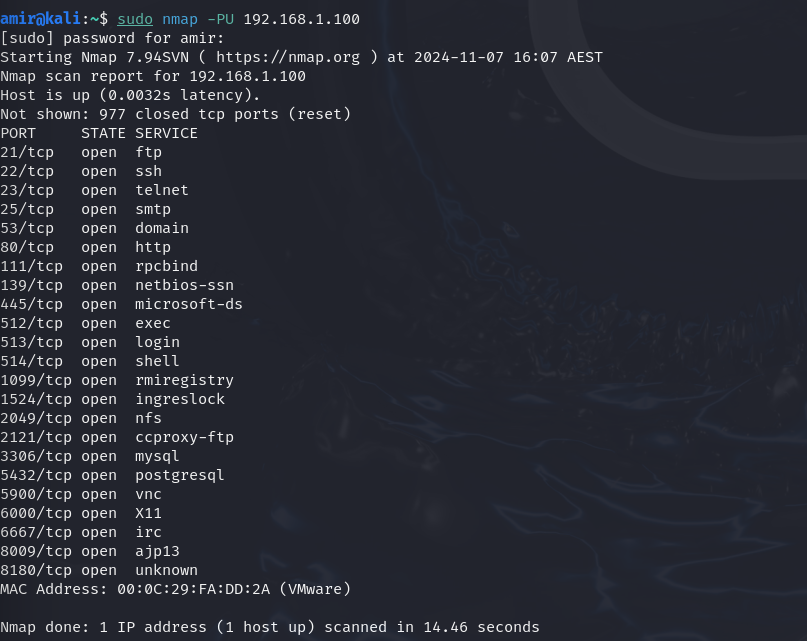 amir@kali:~$ sudo nmap -PU 192.168.1.100
[sudo] password for amir:
Starting Nmap 7.94SVN ( https://nmap.org ) at 2024-11-07 16:07 AEST
Nmap scan report for 192.168.1.100
Host is up (0.0032s latency).
Not shown: 977 closed tcp ports (reset)
PORT     STATE SERVICE
21/tcp   open  ftp
22/tcp   open  ssh
23/tcp   open  telnet
25/tcp   open  smtp
53/tcp   open  domain
80/tcp   open  http
111/tcp  open  rpcbind
139/tcp  open  netbios-ssn
445/tcp  open  microsoft-ds
512/tcp  open  exec
513/tcp  open  login
514/tcp  open  shell
1099/tcp open  rmiregistry
1524/tcp open  ingreslock
2049/tcp open  nfs
2121/tcp open  ccproxy-ftp
3306/tcp open  mysql
5432/tcp open  postgresql
5900/tcp open  vnc
6000/tcp open  X11
6667/tcp open  irc
8009/tcp open  ajp13
8180/tcp open  unknown
MAC Address: 00:0C:29:FA:DD:2A (VMware)

Nmap done: 1 IP address (1 host up) scanned in 14.46 seconds